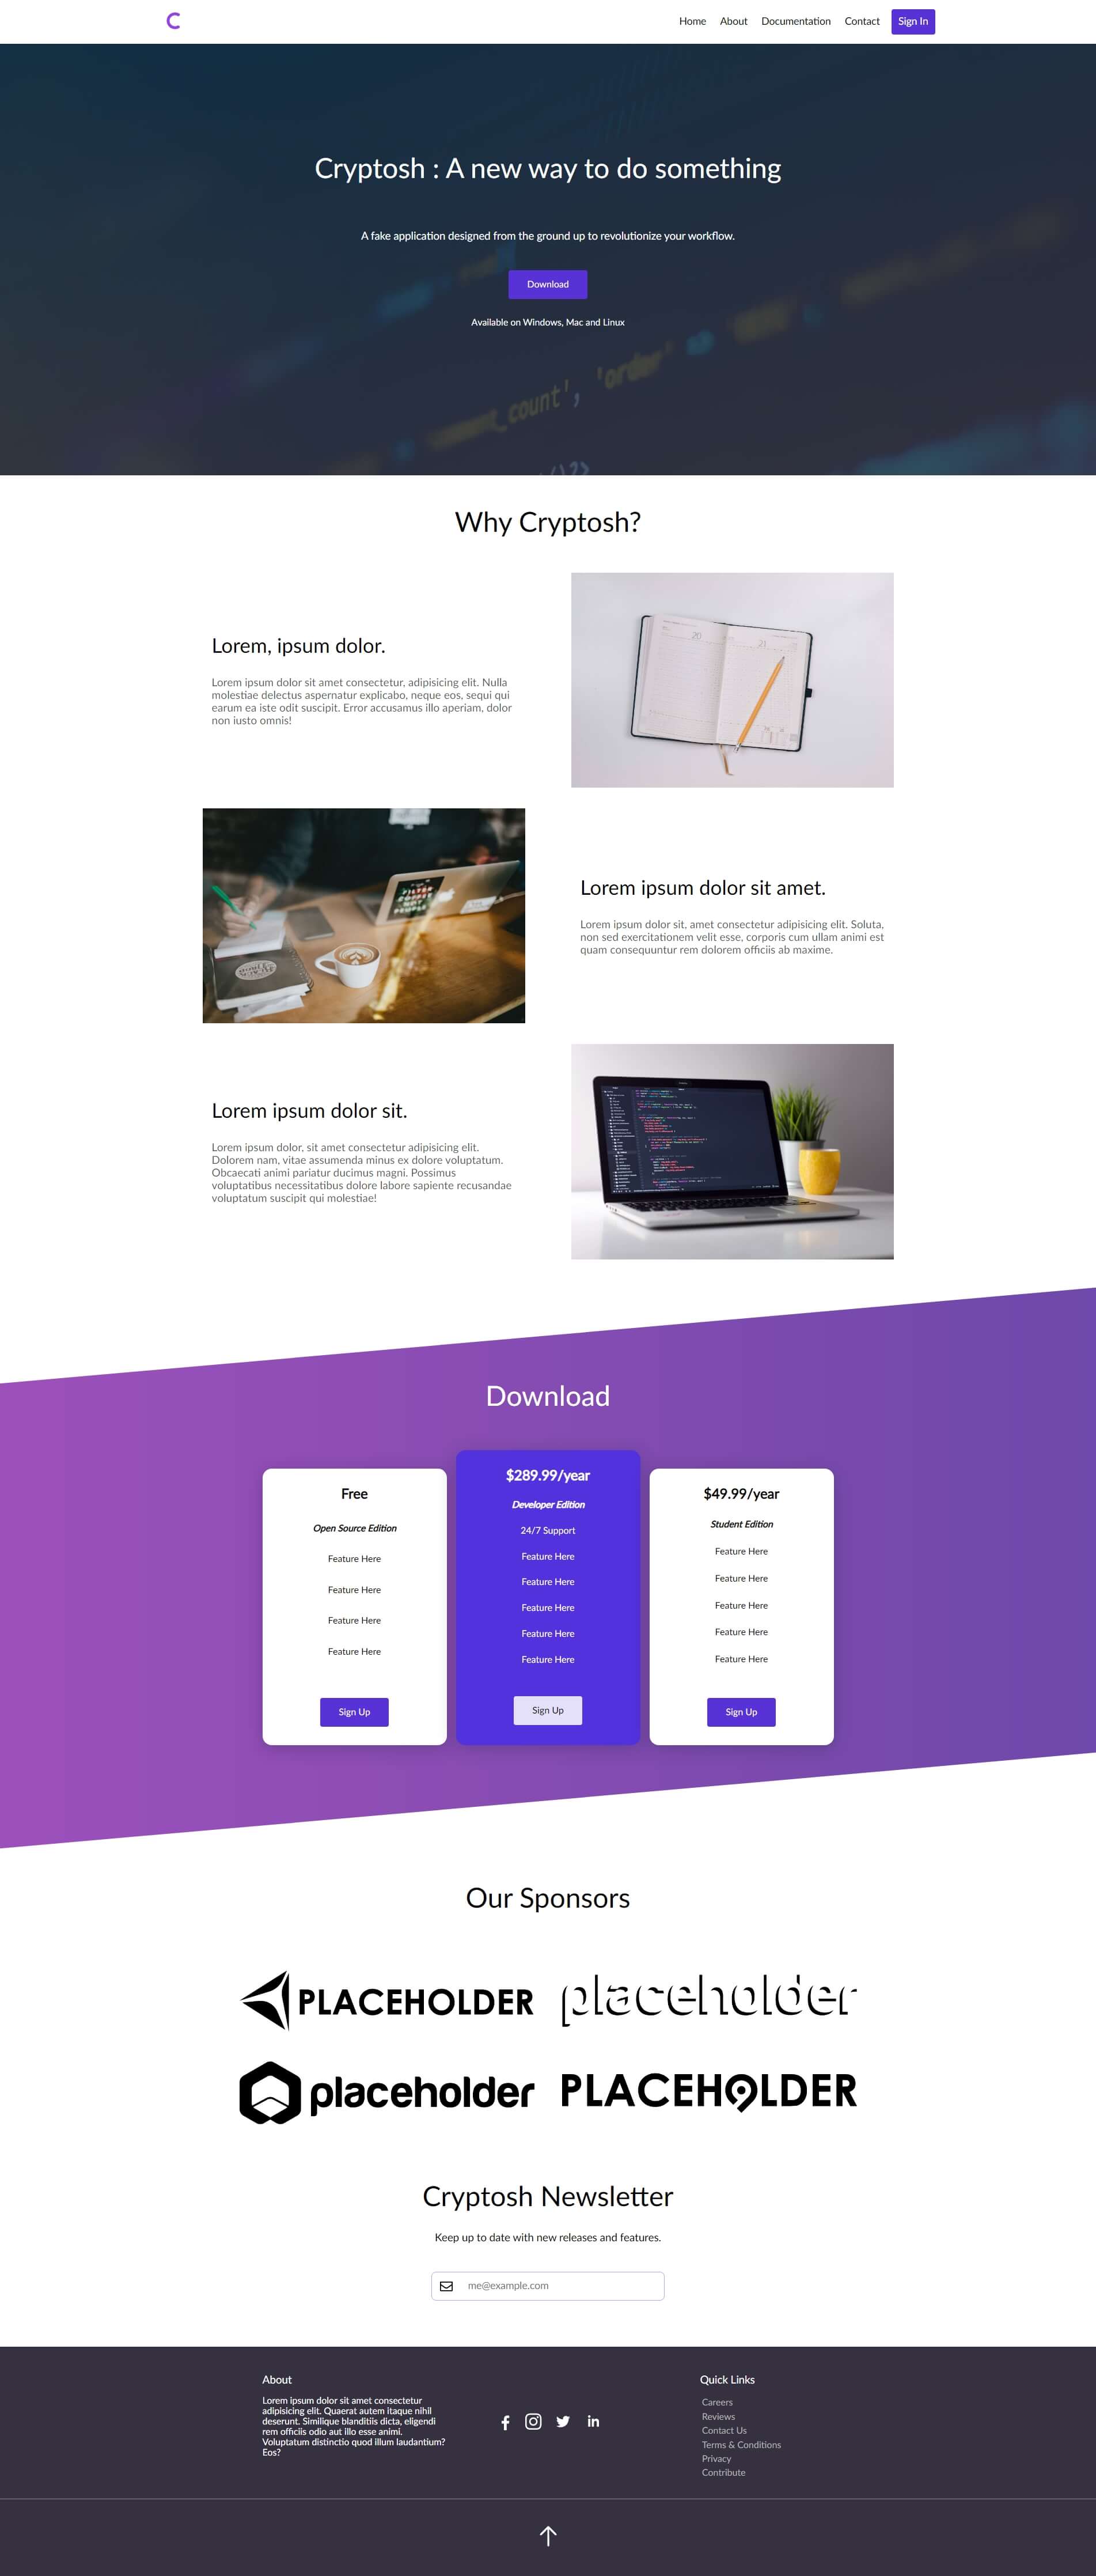 C
Home About Documentation Contact Sign In
Cryptosh : A new way to do something
A fake application designed from the ground up to revolutionize your workflow.
Download
Available on Windows, Mac and Linux
count', 'order'
Why Cryptosh?
Lorem, ipsum dolor.
Lorem ipsum dolor sit amet consectetur, adipisicing elit. Nulla
molestiae delectus aspernatur explicabo, neque eos, sequi qui
earum ea iste odit suscipit. Error accusamus illo aperiam, dolor
non iusto omnis!
20 21
Lorem ipsum dolor sit amet.
Lorem ipsum dolor sit, amet consectetur adipisicing elit. Soluta,
non sed exercitationem velit esse, corporis cum ullam animi est
quam consequuntur rem dolorem officiis ab maxime.
Lorem ipsum dolor sit.
Lorem ipsum dolor, sit amet consectetur adipisicing elit.
Dolorem nam, vitae assumenda minus ex dolore voluptatum.
Obcaecati animi pariatur ducimus magni. Possimus
voluptatibus necessitatibus dolore labore sapiente recusandae
voluptatum suscipit qui molestiae!
Download
Free
Open Source Edition
Feature Here
Feature Here
Feature Here
Feature Here
Sign Up
$289.99/year
Developer Edition
24/7 Support
Feature Here
Feature Here
Feature Here
Feature Here
Feature Here
Sign Up
$49.99/year
Student Edition
Feature Here
Feature Here
Feature Here
Feature Here
Feature Here
Sign Up
Our Sponsors
PLACEHOLDER
placeholder
placeholder
PLACEHOLDER
Cryptosh Newsletter
Keep up to date with new releases and features.
me@example.com
About
Lorem ipsum dolor sit amet consectetur
adipisicing elit. Quaerat autem itaque nihil
deserunt. Similique blanditiis dicta, eligendi
rem officiis odio aut illo esse animi.
Voluptatum distinctio quod illum laudantium?
Eos?
Quick Links
Careers
Reviews
Contact Us
Terms & Conditions
Privacy
Contribute